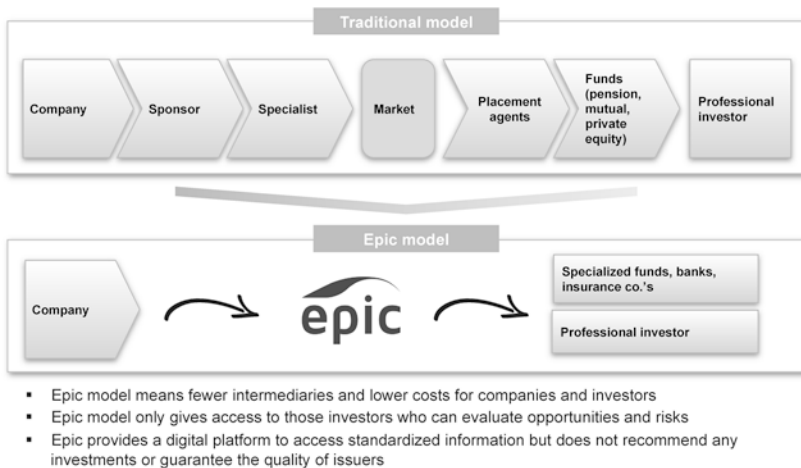 Traditional model
Company
Sponsor
Specialist
Market
Placement
agents
Funds
(pension,
mutual,
private
equity)
Professional
investor
Epic model
Company
epic
Specialized funds, banks,
insurance co.'s
Professional investor
▪ Epic model means fewer intermediaries and lower costs for companies and investors
▪ Epic model only gives access to those investors who can evaluate opportunities and risks
▪ Epic provides a digital platform to access standardized information but does not recommend any
investments or guarantee the quality of issuers